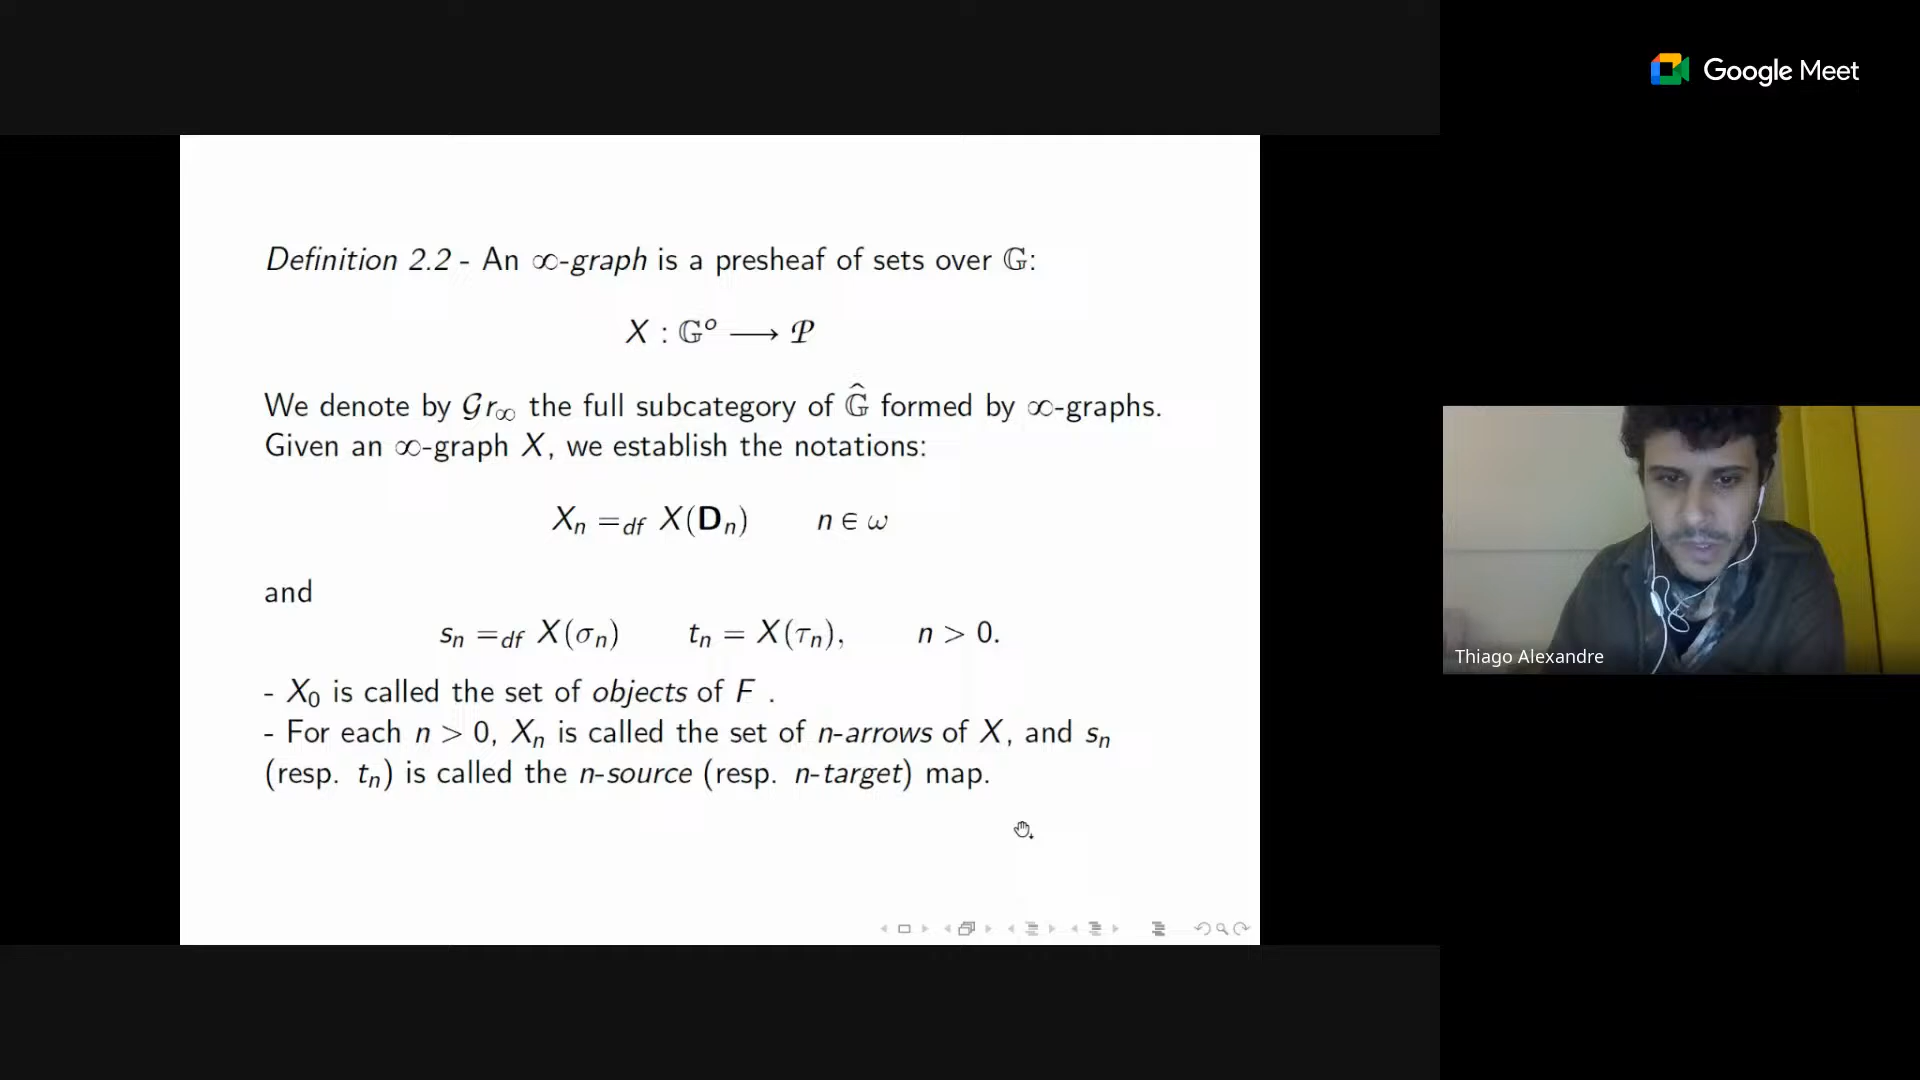 Google Meet
Definition 2.2 - An ∞-graph is a presheaf of sets over 𝔾:
X : 𝔾ᵒ ⟶ 𝒫
We denote by 𝒢r∞ the full subcategory of 𝔾̂ formed by ∞-graphs.
Given an ∞-graph X, we establish the notations:
Xₙ =df X(Dₙ) n ∈ ω
and
sₙ =df X(σₙ) tₙ = X(τₙ), n > 0.
- X₀ is called the set of objects of F .
- For each n > 0, Xₙ is called the set of n-arrows of X, and sₙ
(resp. tₙ) is called the n-source (resp. n-target) map.
Thiago Alexandre